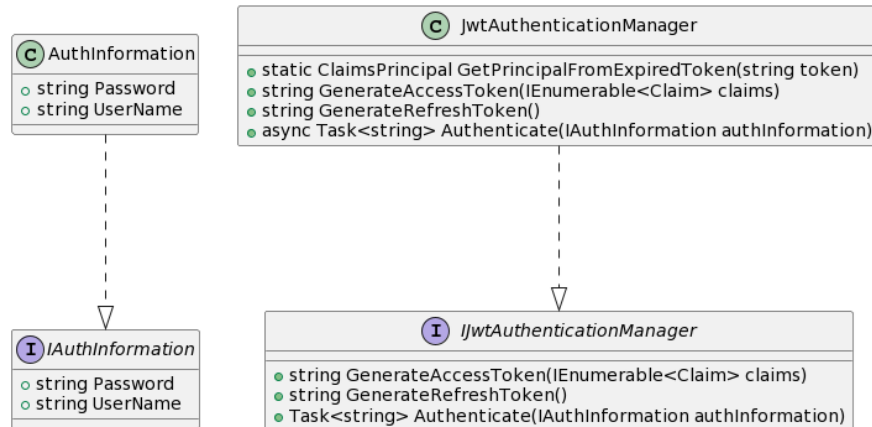 C AuthInformation
string Password
string UserName
C JwtAuthenticationManager
static ClaimsPrincipal GetPrincipalFromExpiredToken(string token)
string GenerateAccessToken(IEnumerable<Claim> claims)
string GenerateRefreshToken()
async Task<string> Authenticate(IAuthInformation authInformation)
I IAuthInformation
string Password
string UserName
I IJwtAuthenticationManager
string GenerateAccessToken(IEnumerable<Claim> claims)
string GenerateRefreshToken()
Task<string> Authenticate(IAuthInformation authInformation)